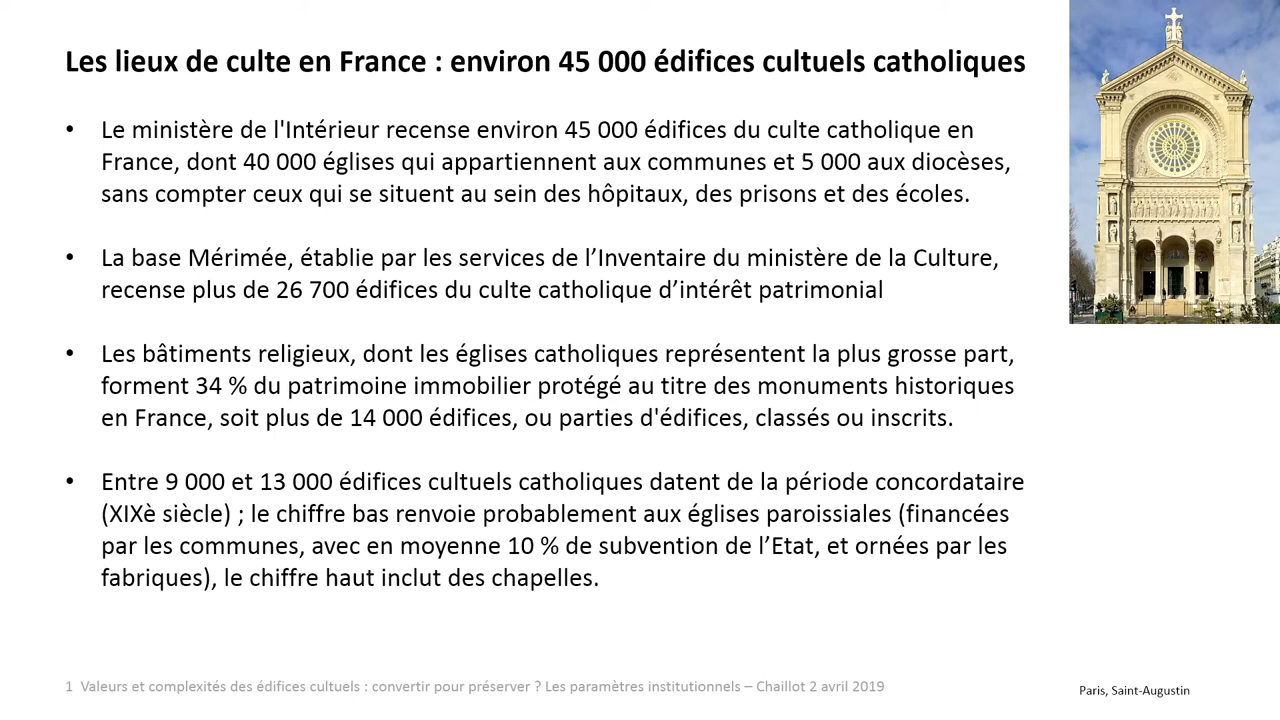 Les lieux de culte en France : environ 45 000 édifices cultuels catholiques
• Le ministère de l'Intérieur recense environ 45 000 édifices du culte catholique en
France, dont 40 000 églises qui appartiennent aux communes et 5 000 aux diocèses,
sans compter ceux qui se situent au sein des hôpitaux, des prisons et des écoles.
• La base Mérimée, établie par les services de l’Inventaire du ministère de la Culture,
recense plus de 26 700 édifices du culte catholique d’intérêt patrimonial
• Les bâtiments religieux, dont les églises catholiques représentent la plus grosse part,
forment 34 % du patrimoine immobilier protégé au titre des monuments historiques
en France, soit plus de 14 000 édifices, ou parties d'édifices, classés ou inscrits.
• Entre 9 000 et 13 000 édifices cultuels catholiques datent de la période concordataire
(XIXè siècle) ; le chiffre bas renvoie probablement aux églises paroissiales (financées
par les communes, avec en moyenne 10 % de subvention de l’Etat, et ornées par les
fabriques), le chiffre haut inclut des chapelles.
1 Valeurs et complexités des édifices cultuels : convertir pour préserver ? Les paramètres institutionnels – Chaillot 2 avril 2019
Paris, Saint-Augustin